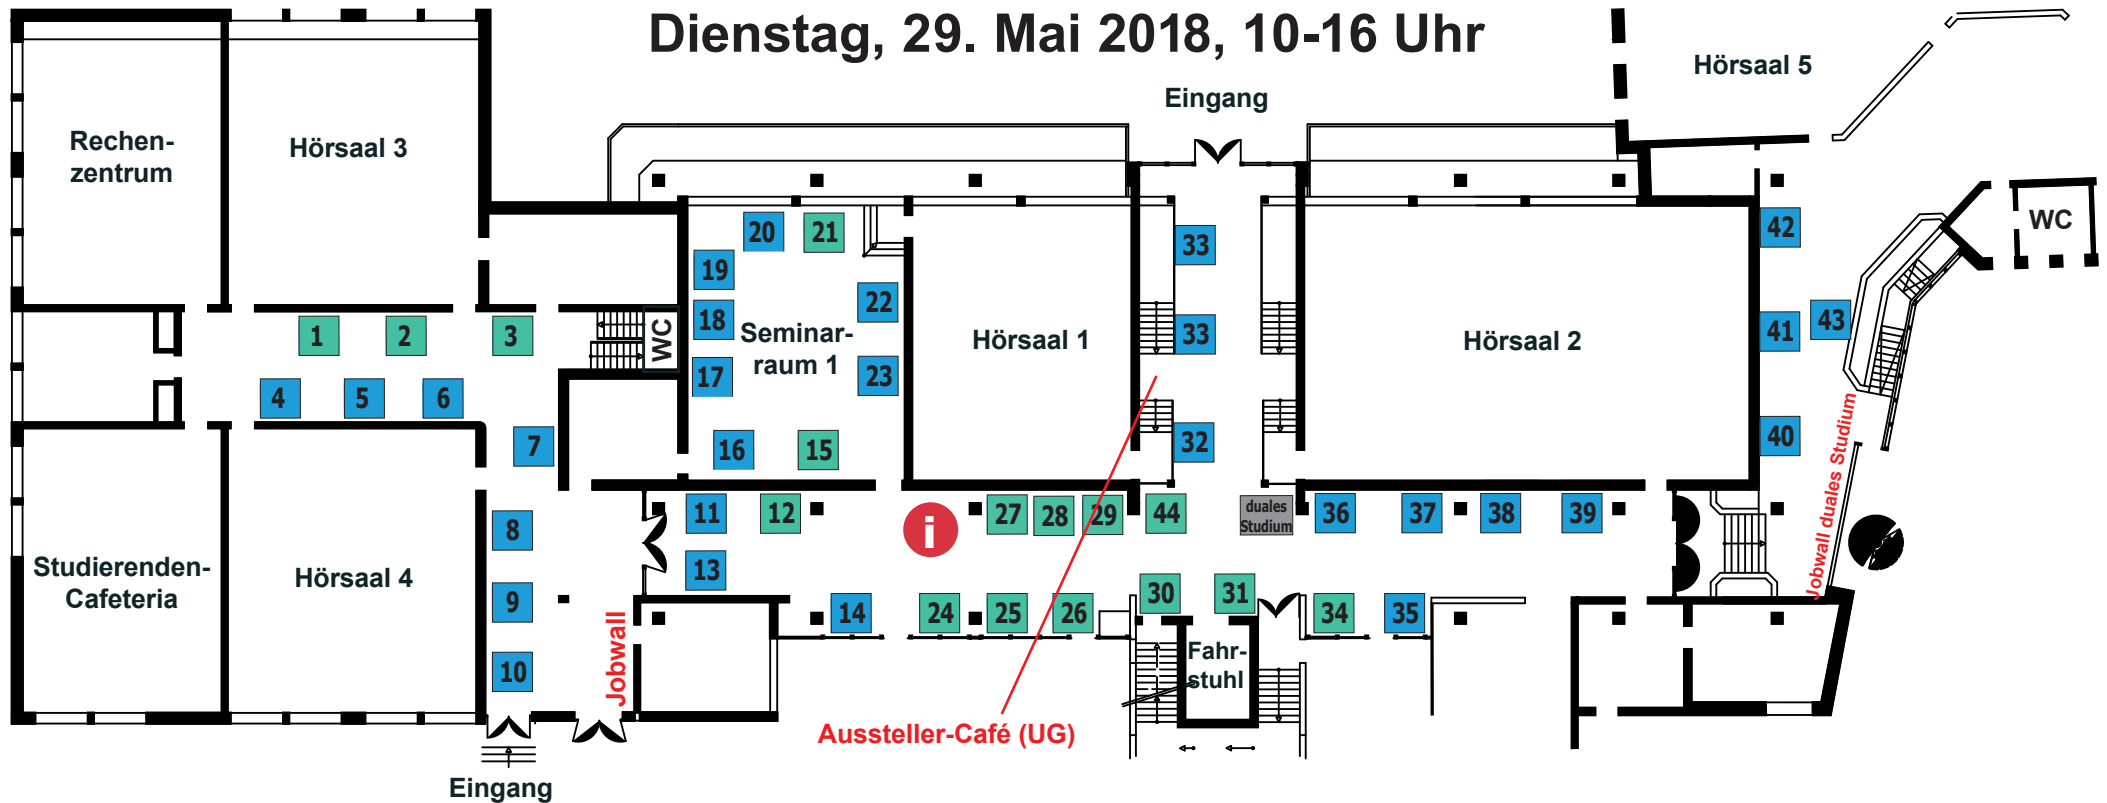 Dienstag, 29. Mai 2018, 10-16 Uhr
Hörsaal 5
Eingang
Rechen-
zentrum
Hörsaal 3
WC
20
21
42
33
19
22
18
43
41
33
1
2
3
WC
Seminar-
raum 1
Hörsaal 1
Hörsaal 2
17
23
4
5
6
7
16
15
32
40
Jobwall duales Studium
11
12
i
27
28
29
44
duales
Studium
36
37
38
39
8
13
Studierenden-
Cafeteria
Hörsaal 4
9
14
24
25
26
30
31
34
35
10
Jobwall
Fahr-
stuhl
Aussteller-Café (UG)
Eingang